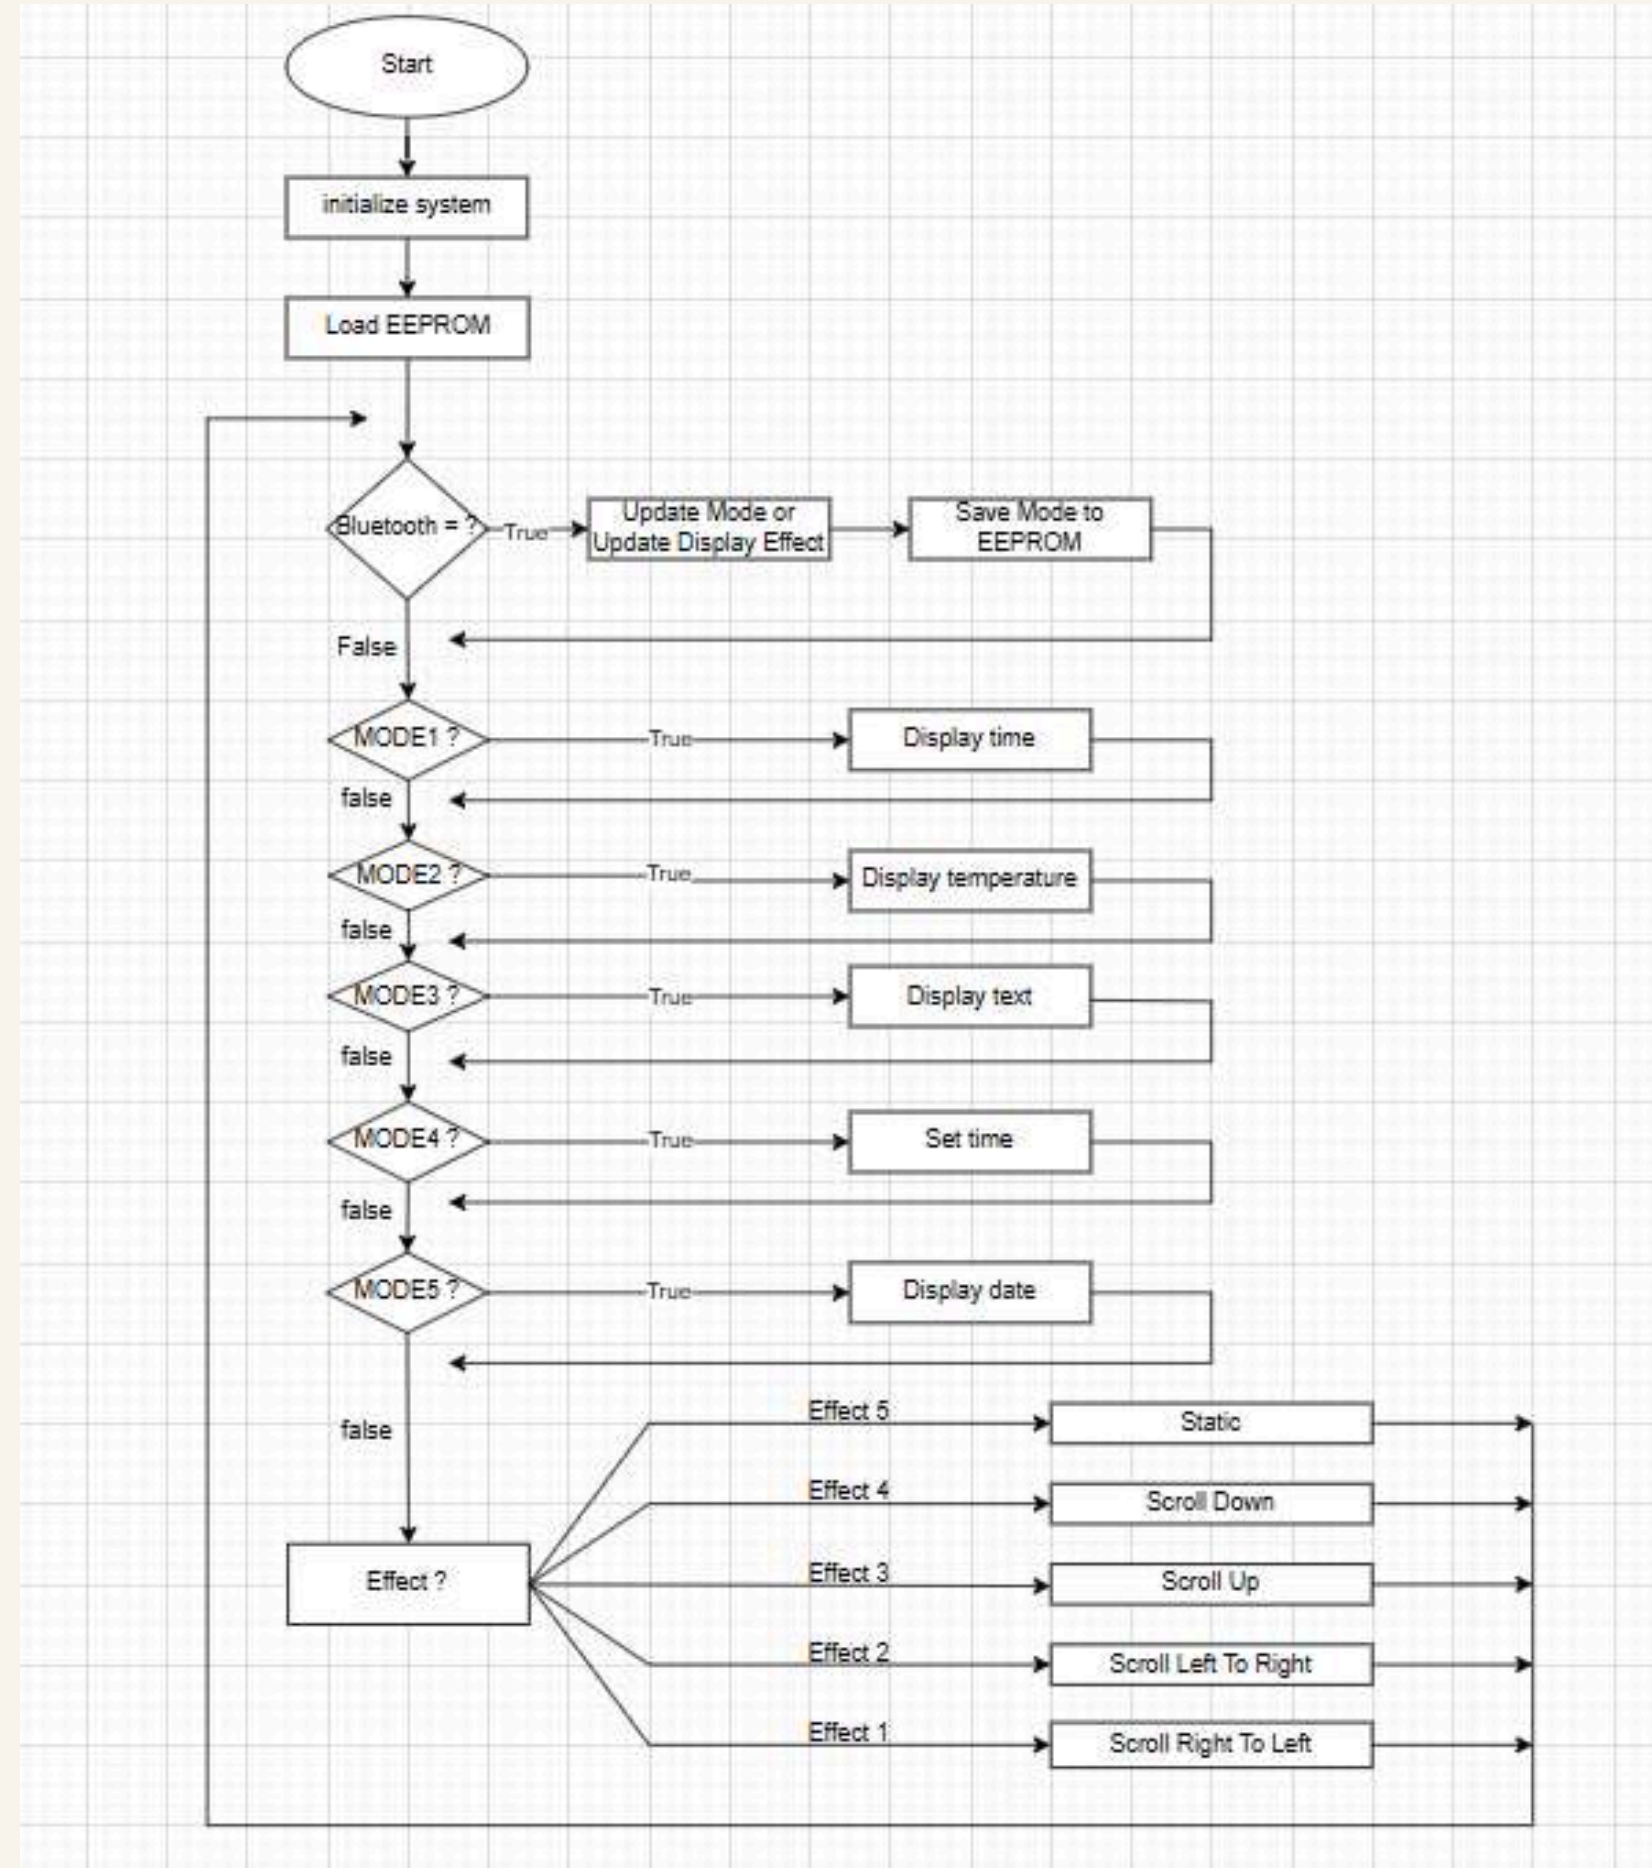 Start
initialize system
Load EEPROM
Bluetooth = ?
True
Update Mode or
Update Display Effect
Save Mode to
EEPROM
False
MODE1 ?
True
Display time
false
MODE2 ?
True
Display temperature
false
MODE3 ?
True
Display text
false
MODE4 ?
True
Set time
false
MODE5 ?
True
Display date
false
Effect ?
Effect 5
Static
Effect 4
Scroll Down
Effect 3
Scroll Up
Effect 2
Scroll Left To Right
Effect 1
Scroll Right To Left